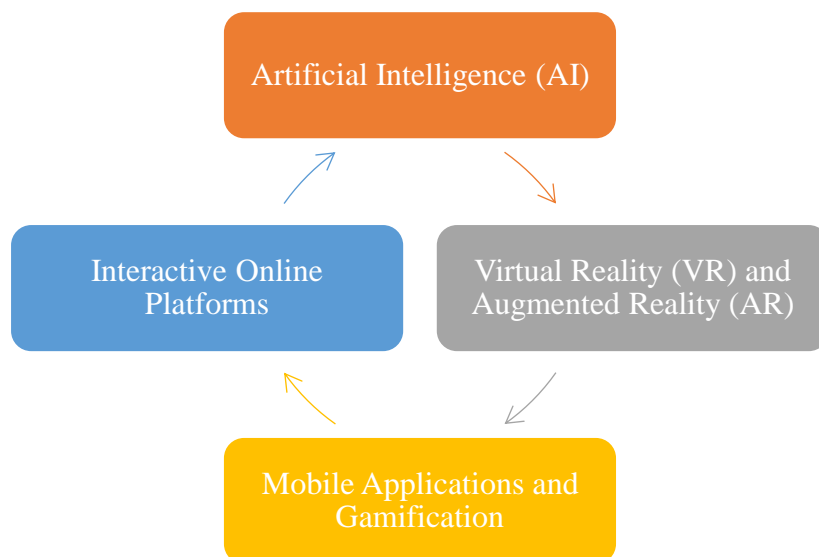 Artificial Intelligence (AI)
Interactive Online
Platforms
Virtual Reality (VR) and
Augmented Reality (AR)
Mobile Applications and
Gamification